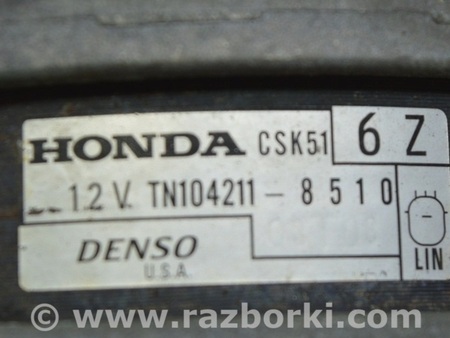 HONDA CSK51 6 Z
12 V. TN104211-8510
DENSO
U.S.A.
LIN
www.razborki.com